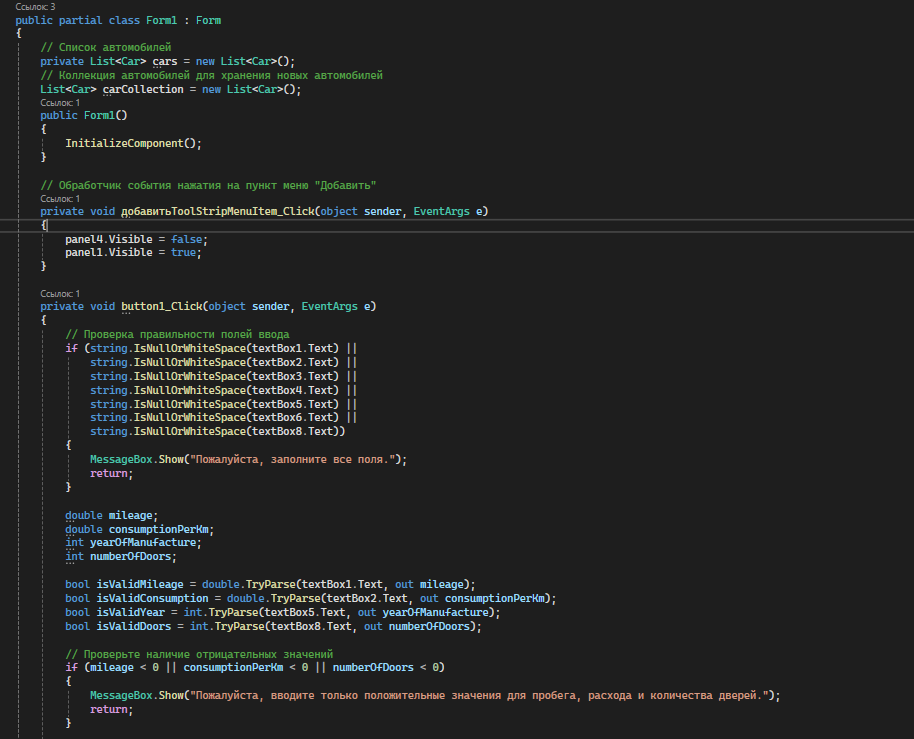 Ссылок: 3
public partial class Form1 : Form
{
// Список автомобилей
private List<Car> cars = new List<Car>();
// Коллекция автомобилей для хранения новых автомобилей
List<Car> carCollection = new List<Car>();
Ссылок: 1
public Form1()
{
InitializeComponent();
}
// Обработчик события нажатия на пункт меню "Добавить"
Ссылок: 1
private void добавитьToolStripMenuItem_Click(object sender, EventArgs e)
{
panel4.Visible = false;
panel1.Visible = true;
}
Ссылок: 1
private void button1_Click(object sender, EventArgs e)
{
// Проверка правильности полей ввода
if (string.IsNullOrWhiteSpace(textBox1.Text) ||
string.IsNullOrWhiteSpace(textBox2.Text) ||
string.IsNullOrWhiteSpace(textBox3.Text) ||
string.IsNullOrWhiteSpace(textBox4.Text) ||
string.IsNullOrWhiteSpace(textBox5.Text) ||
string.IsNullOrWhiteSpace(textBox6.Text) ||
string.IsNullOrWhiteSpace(textBox8.Text))
{
MessageBox.Show("Пожалуйста, заполните все поля.");
return;
}
double mileage;
double consumptionPerKm;
int yearOfManufacture;
int numberOfDoors;
bool isValidMileage = double.TryParse(textBox1.Text, out mileage);
bool isValidConsumption = double.TryParse(textBox2.Text, out consumptionPerKm);
bool isValidYear = int.TryParse(textBox5.Text, out yearOfManufacture);
bool isValidDoors = int.TryParse(textBox8.Text, out numberOfDoors);
// Проверьте наличие отрицательных значений
if (mileage < 0 || consumptionPerKm < 0 || numberOfDoors < 0)
{
MessageBox.Show("Пожалуйста, вводите только положительные значения для пробега, расхода и количества дверей.");
return;
}